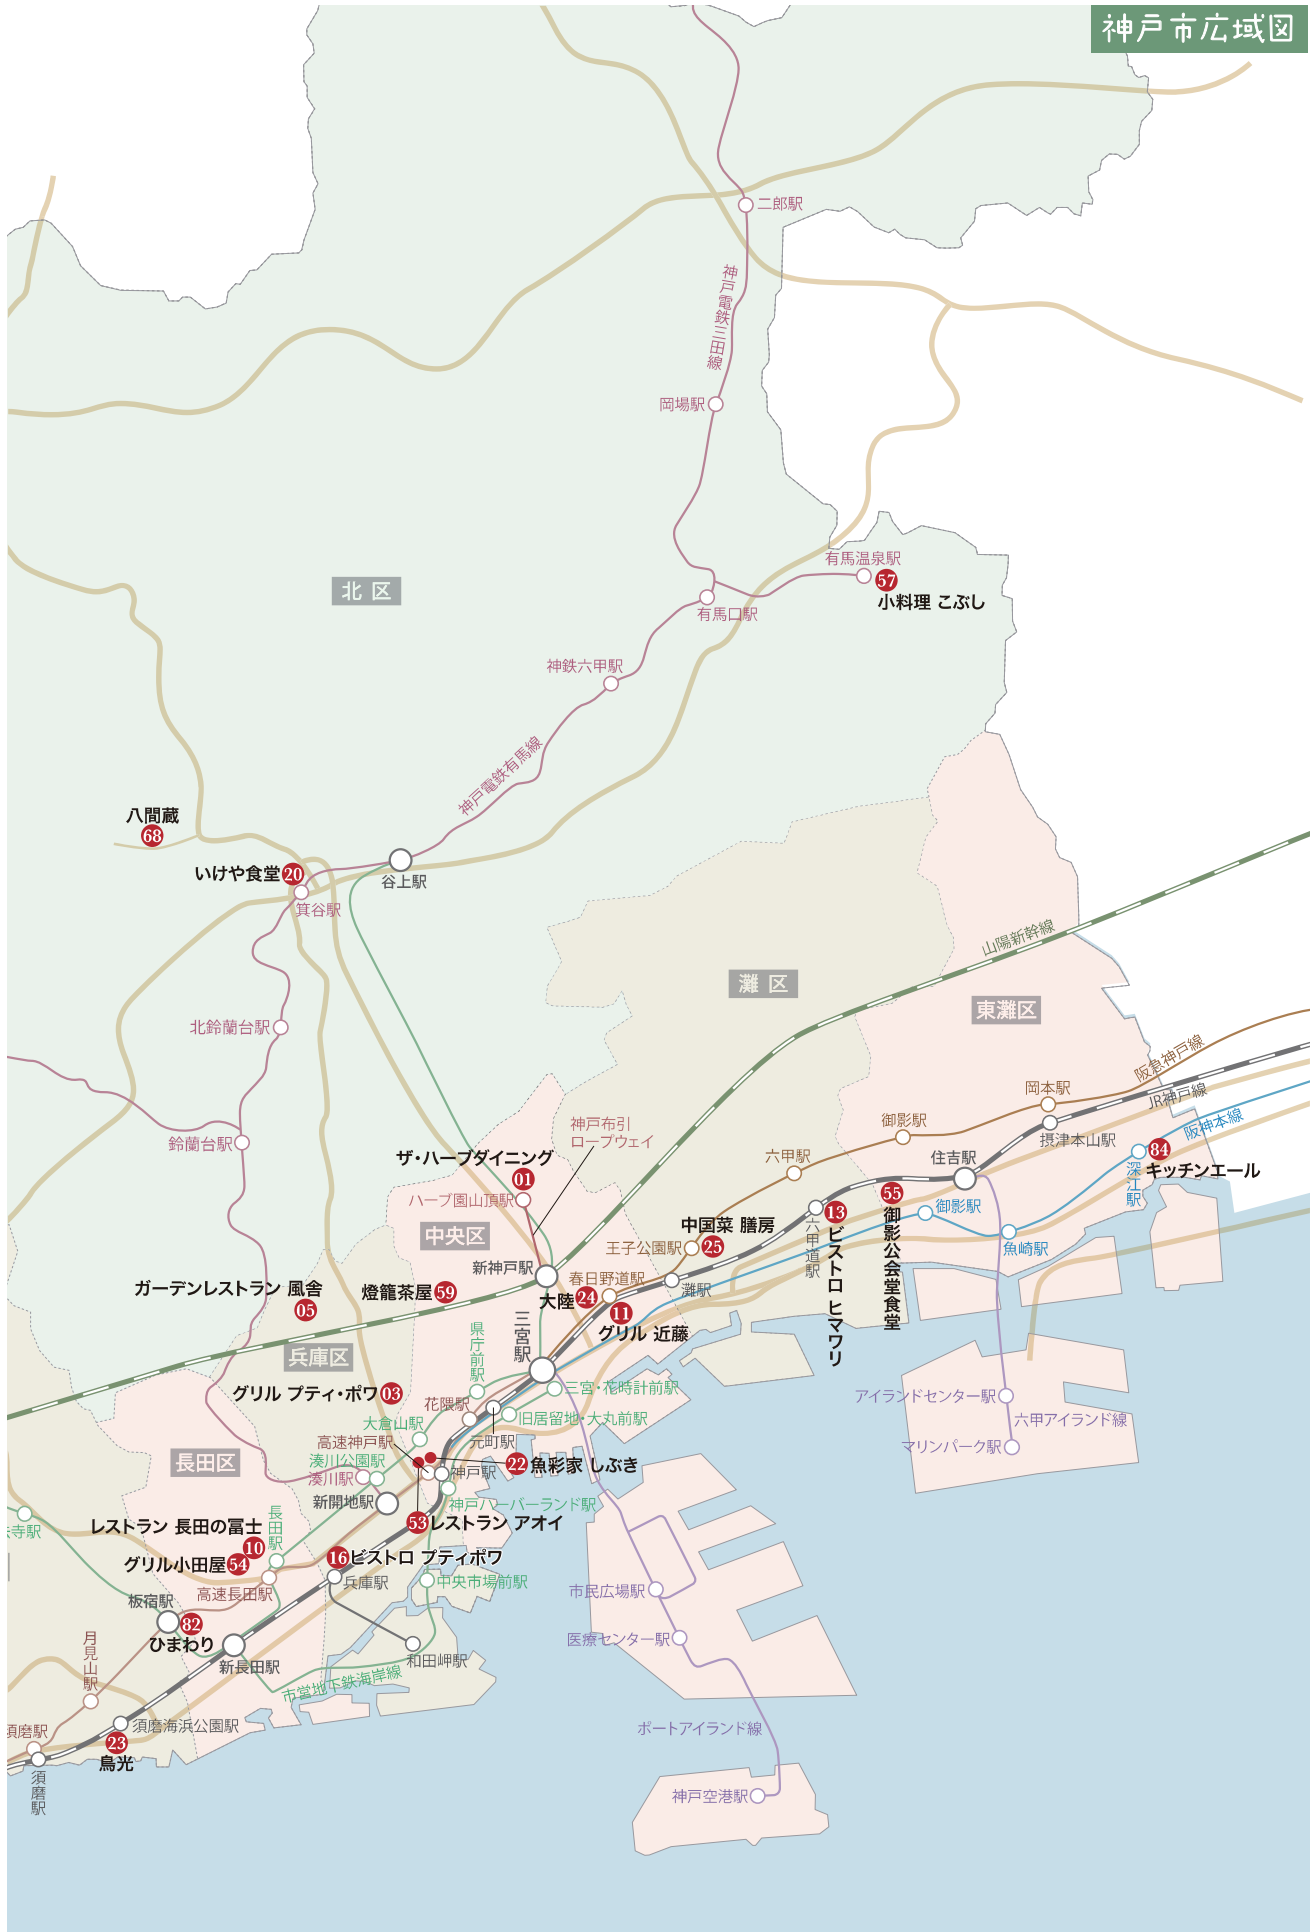 神戸市広域図
二郎駅
神戸電鉄三田線
岡場駅
有馬温泉駅
57
小料理 こぶし
北 区
有馬口駅
神鉄六甲駅
神戸電鉄有馬線
八間蔵
68
いけや食堂
20
谷上駅
箕谷駅
山陽新幹線
灘 区
東灘区
北鈴蘭台駅
阪急神戸線
岡本駅
JR神戸線
御影駅
摂津本山駅
阪神本線
神戸布引
ロープウェイ
鈴蘭台駅
ザ・ハーブダイニング
01
六甲駅
住吉駅
84
キッチンエール
深江駅
ハーブ園山頂駅
55
御影公会堂食堂
御影駅
13
ビストロ ヒマワリ
六甲道駅
中国菜 膳房
25
中央区
王子公園駅
魚崎駅
新神戸駅
春日野道駅
灘駅
ガーデンレストラン 風舎
05
燈籠茶屋
59
大陸
24
11
グリル 近藤
三宮駅
県庁前駅
兵庫区
グリル プティ・ボワ
03
三宮・花時計前駅
アイランドセンター駅
花隈駅
旧居留地・大丸前駅
六甲アイランド線
大倉山駅
元町駅
マリンパーク駅
高速神戸駅
長田区
湊川公園駅
22
魚彩家 しぶき
湊川駅
神戸駅
新開地駅
神戸ハーバーランド駅
長田駅
レストラン 長田の冨士
10
53
レストラン アオイ
寺駅
グリル小田屋
54
16
ビストロ プティポワ
兵庫駅
中央市場前駅
高速長田駅
市民広場駅
板宿駅
82
ひまわり
医療センター駅
月見山駅
新長田駅
和田岬駅
市営地下鉄海岸線
須磨海浜公園駅
ポートアイランド線
須磨駅
23
鳥光
須磨駅
神戸空港駅